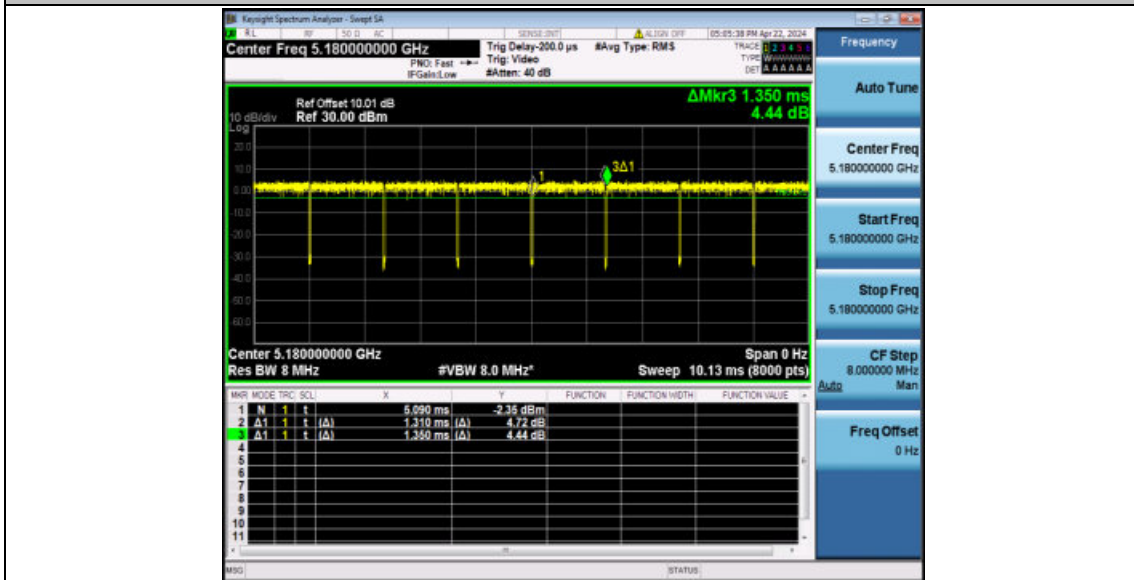 Keysight Spectrum Analyzer - Swept SA
RL RF 50 Ω AC SENSE:INT ALIGN OFF 05:05:38 PM Apr 22, 2024
Center Freq 5.180000000 GHz
PNO: Fast
IFGain:Low
Trig Delay-200.0 µs
Trig: Video
#Atten: 40 dB
#Avg Type: RMS
TRACE 1 2 3 4 5 6
TYPE
DET A A A A A A
Ref Offset 10.01 dB
10 dB/div Ref 30.00 dBm
Log
ΔMkr3 1.350 ms
4.44 dB
20.0
10.0
0.00
-10.0
-20.0
-30.0
-40.0
-50.0
-60.0
1
3Δ1
Center 5.180000000 GHz Span 0 Hz
Res BW 8 MHz #VBW 8.0 MHz* Sweep 10.13 ms (8000 pts)
MKR MODE TRC SCL X Y FUNCTION FUNCTION WIDTH FUNCTION VALUE
1 N 1 t 5.090 ms -2.35 dBm
2 Δ1 1 t (Δ) 1.310 ms (Δ) 4.72 dB
3 Δ1 1 t (Δ) 1.350 ms (Δ) 4.44 dB
4
5
6
7
8
9
10
11
MSG STATUS
Frequency
Auto Tune
Center Freq
5.180000000 GHz
Start Freq
5.180000000 GHz
Stop Freq
5.180000000 GHz
CF Step
8.000000 MHz
Auto Man
Freq Offset
0 Hz